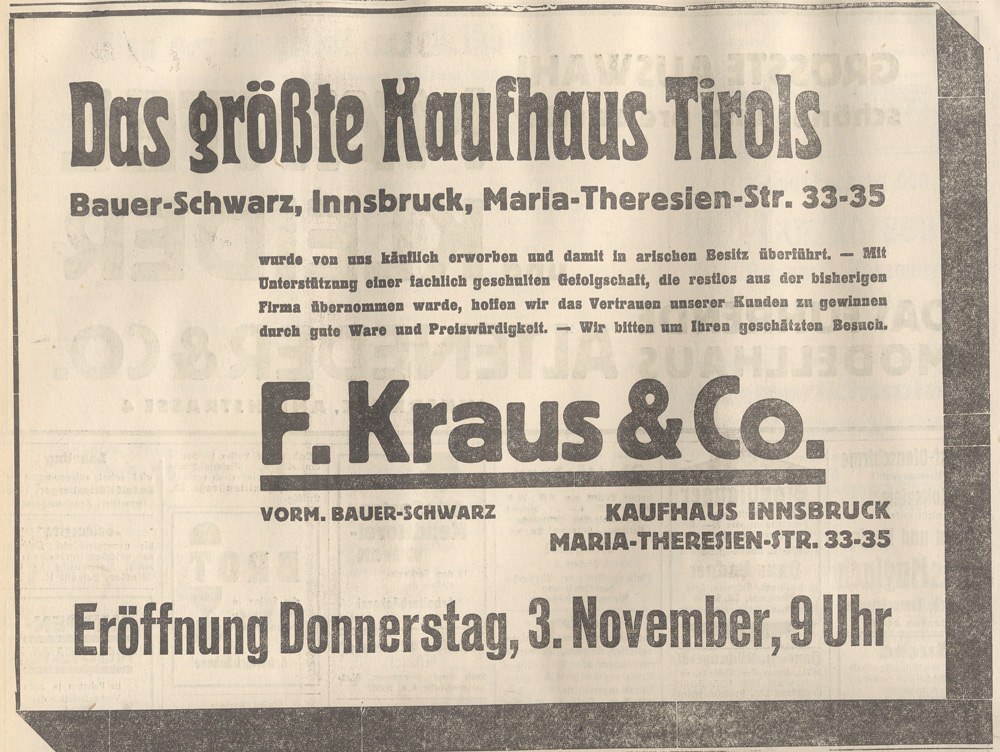 Das größte Kaufhaus Tirols
Bauer-Schwarz, Innsbruck, Maria-Theresien-Str. 33-35
wurde von uns käuflich erworben und damit in arischen Besitz überführt. — Mit
Unterstützung einer fachlich geschulten Gefolgschaft, die restlos aus der bisherigen
Firma übernommen wurde, hoffen wir das Vertrauen unserer Kunden zu gewinnen
durch gute Ware und Preiswürdigkeit. — Wir bitten um Ihren geschätzten Besuch.
F. Kraus & Co.
VORM. BAUER-SCHWARZ
KAUFHAUS INNSBRUCK
MARIA-THERESIEN-STR. 33-35
Eröffnung Donnerstag, 3. November, 9 Uhr